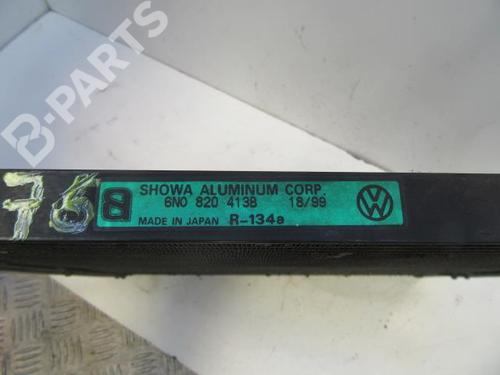 768
SHOWA ALUMINUM CORP.
6N0 820 413B 18/99
MADE IN JAPAN R-134a
B-PARTS